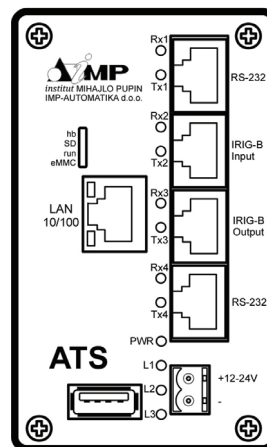 Rx1
AIMP
Tx1
RS-232
institut MIHAJLO PUPIN
IMP-AUTOMATIKA d.o.o.
Rx2
hb
SD
run
eMMC
IRIG-B
Input
Tx2
Rx3
LAN
10/100
IRIG-B
Output
Tx3
Rx4
RS-232
Tx4
PWR
ATS
L1
L2
L3
+12-24V
-